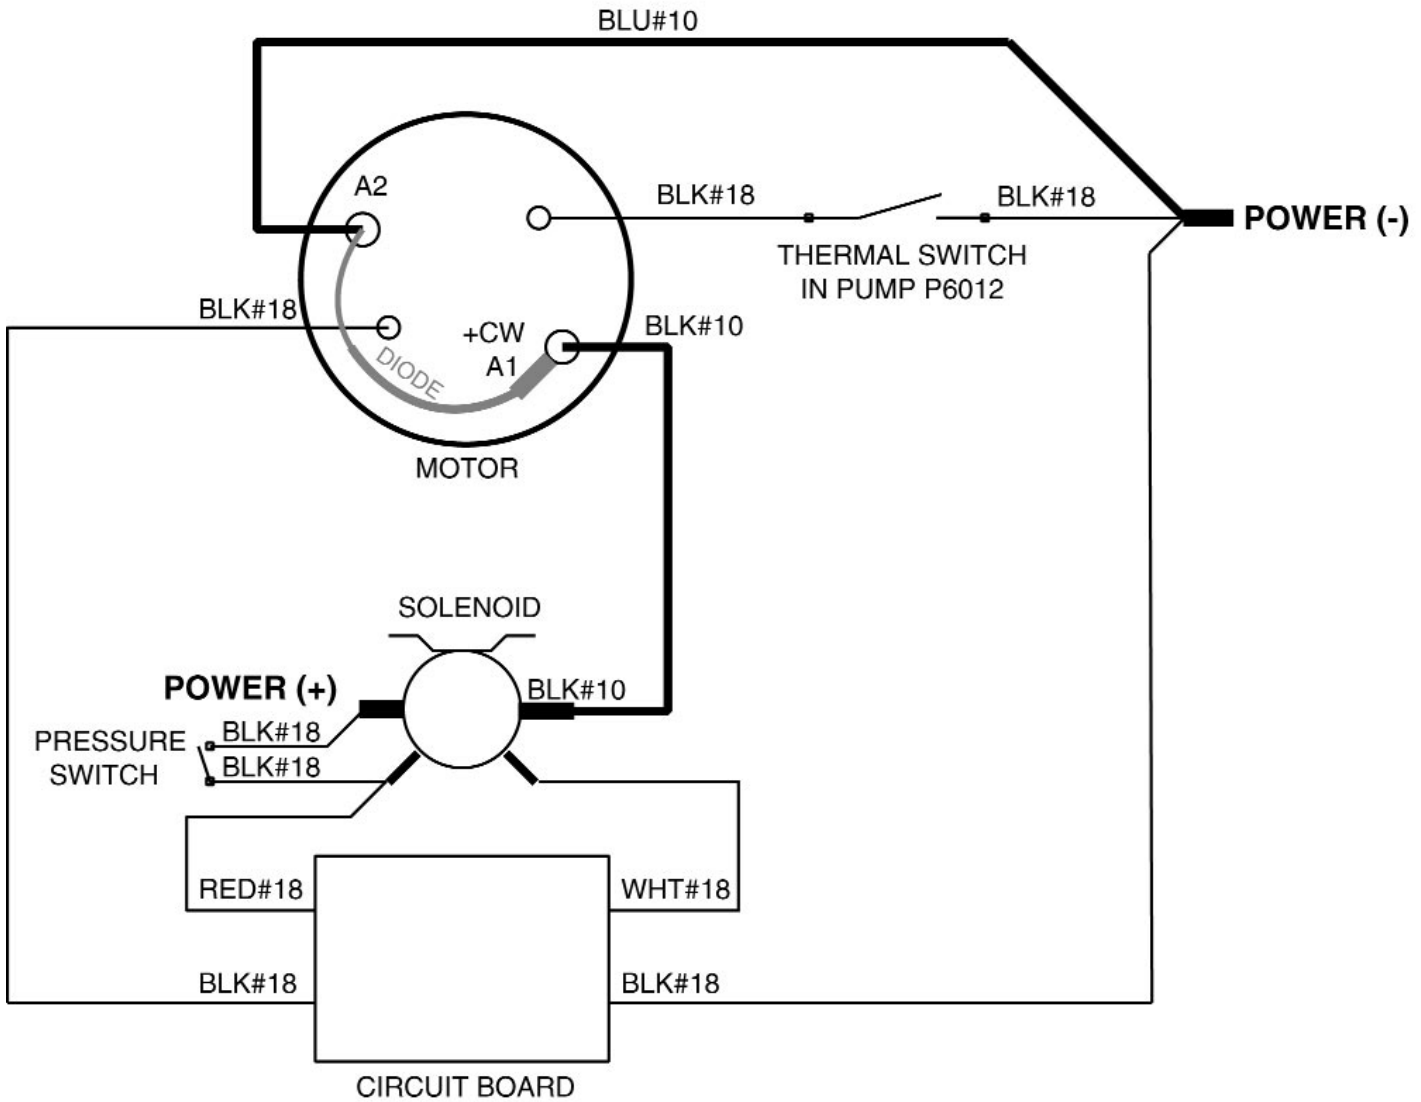 BLU#10
A2
BLK#18
BLK#18
POWER (-)
THERMAL SWITCH
IN PUMP P6012
BLK#18
+CW
A1
BLK#10
DIODE
MOTOR
SOLENOID
POWER (+)
BLK#10
BLK#18
PRESSURE
SWITCH
BLK#18
RED#18
WHT#18
BLK#18
BLK#18
CIRCUIT BOARD